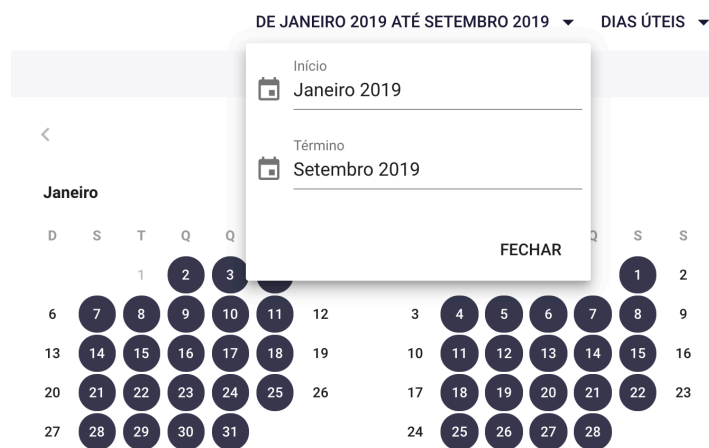 DE JANEIRO 2019 ATÉ SETEMBRO 2019 DIAS ÚTEIS
Início
Janeiro 2019
Término
Setembro 2019
FECHAR
Janeiro
D S T Q Q Q S S
1 2 3 1 2
6 7 8 9 10 11 12 3 4 5 6 7 8 9
13 14 15 16 17 18 19 10 11 12 13 14 15 16
20 21 22 23 24 25 26 17 18 19 20 21 22 23
27 28 29 30 31 24 25 26 27 28